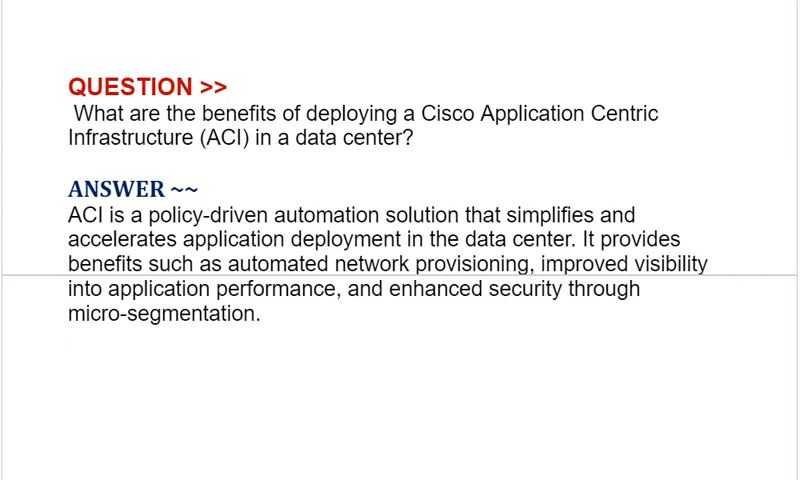 QUESTION >>
What are the benefits of deploying a Cisco Application Centric
Infrastructure (ACI) in a data center?
ANSWER ~~
ACI is a policy-driven automation solution that simplifies and
accelerates application deployment in the data center. It provides
benefits such as automated network provisioning, improved visibility
into application performance, and enhanced security through
micro-segmentation.